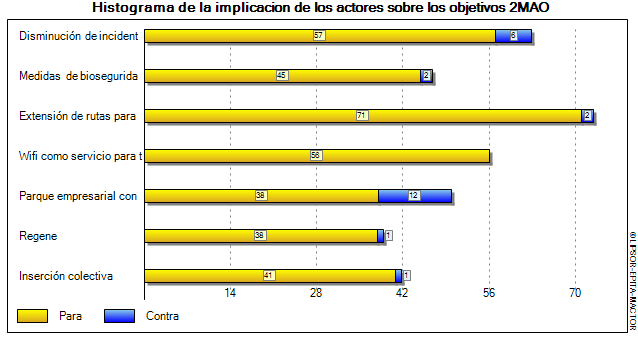 Histograma de la implicacion de los actores sobre los objetivos 2MAO
Disminución de incident
57
6
Medidas de biosegurida
45
2
Extensión de rutas para
71
2
Wifi como servicio para t
56
Parque empresarial con
38
12
Regene
38
1
Inserción colectiva
41
1
14 28 42 56 70
Para Contra
© LIPSOR-EPITA-MACTOR